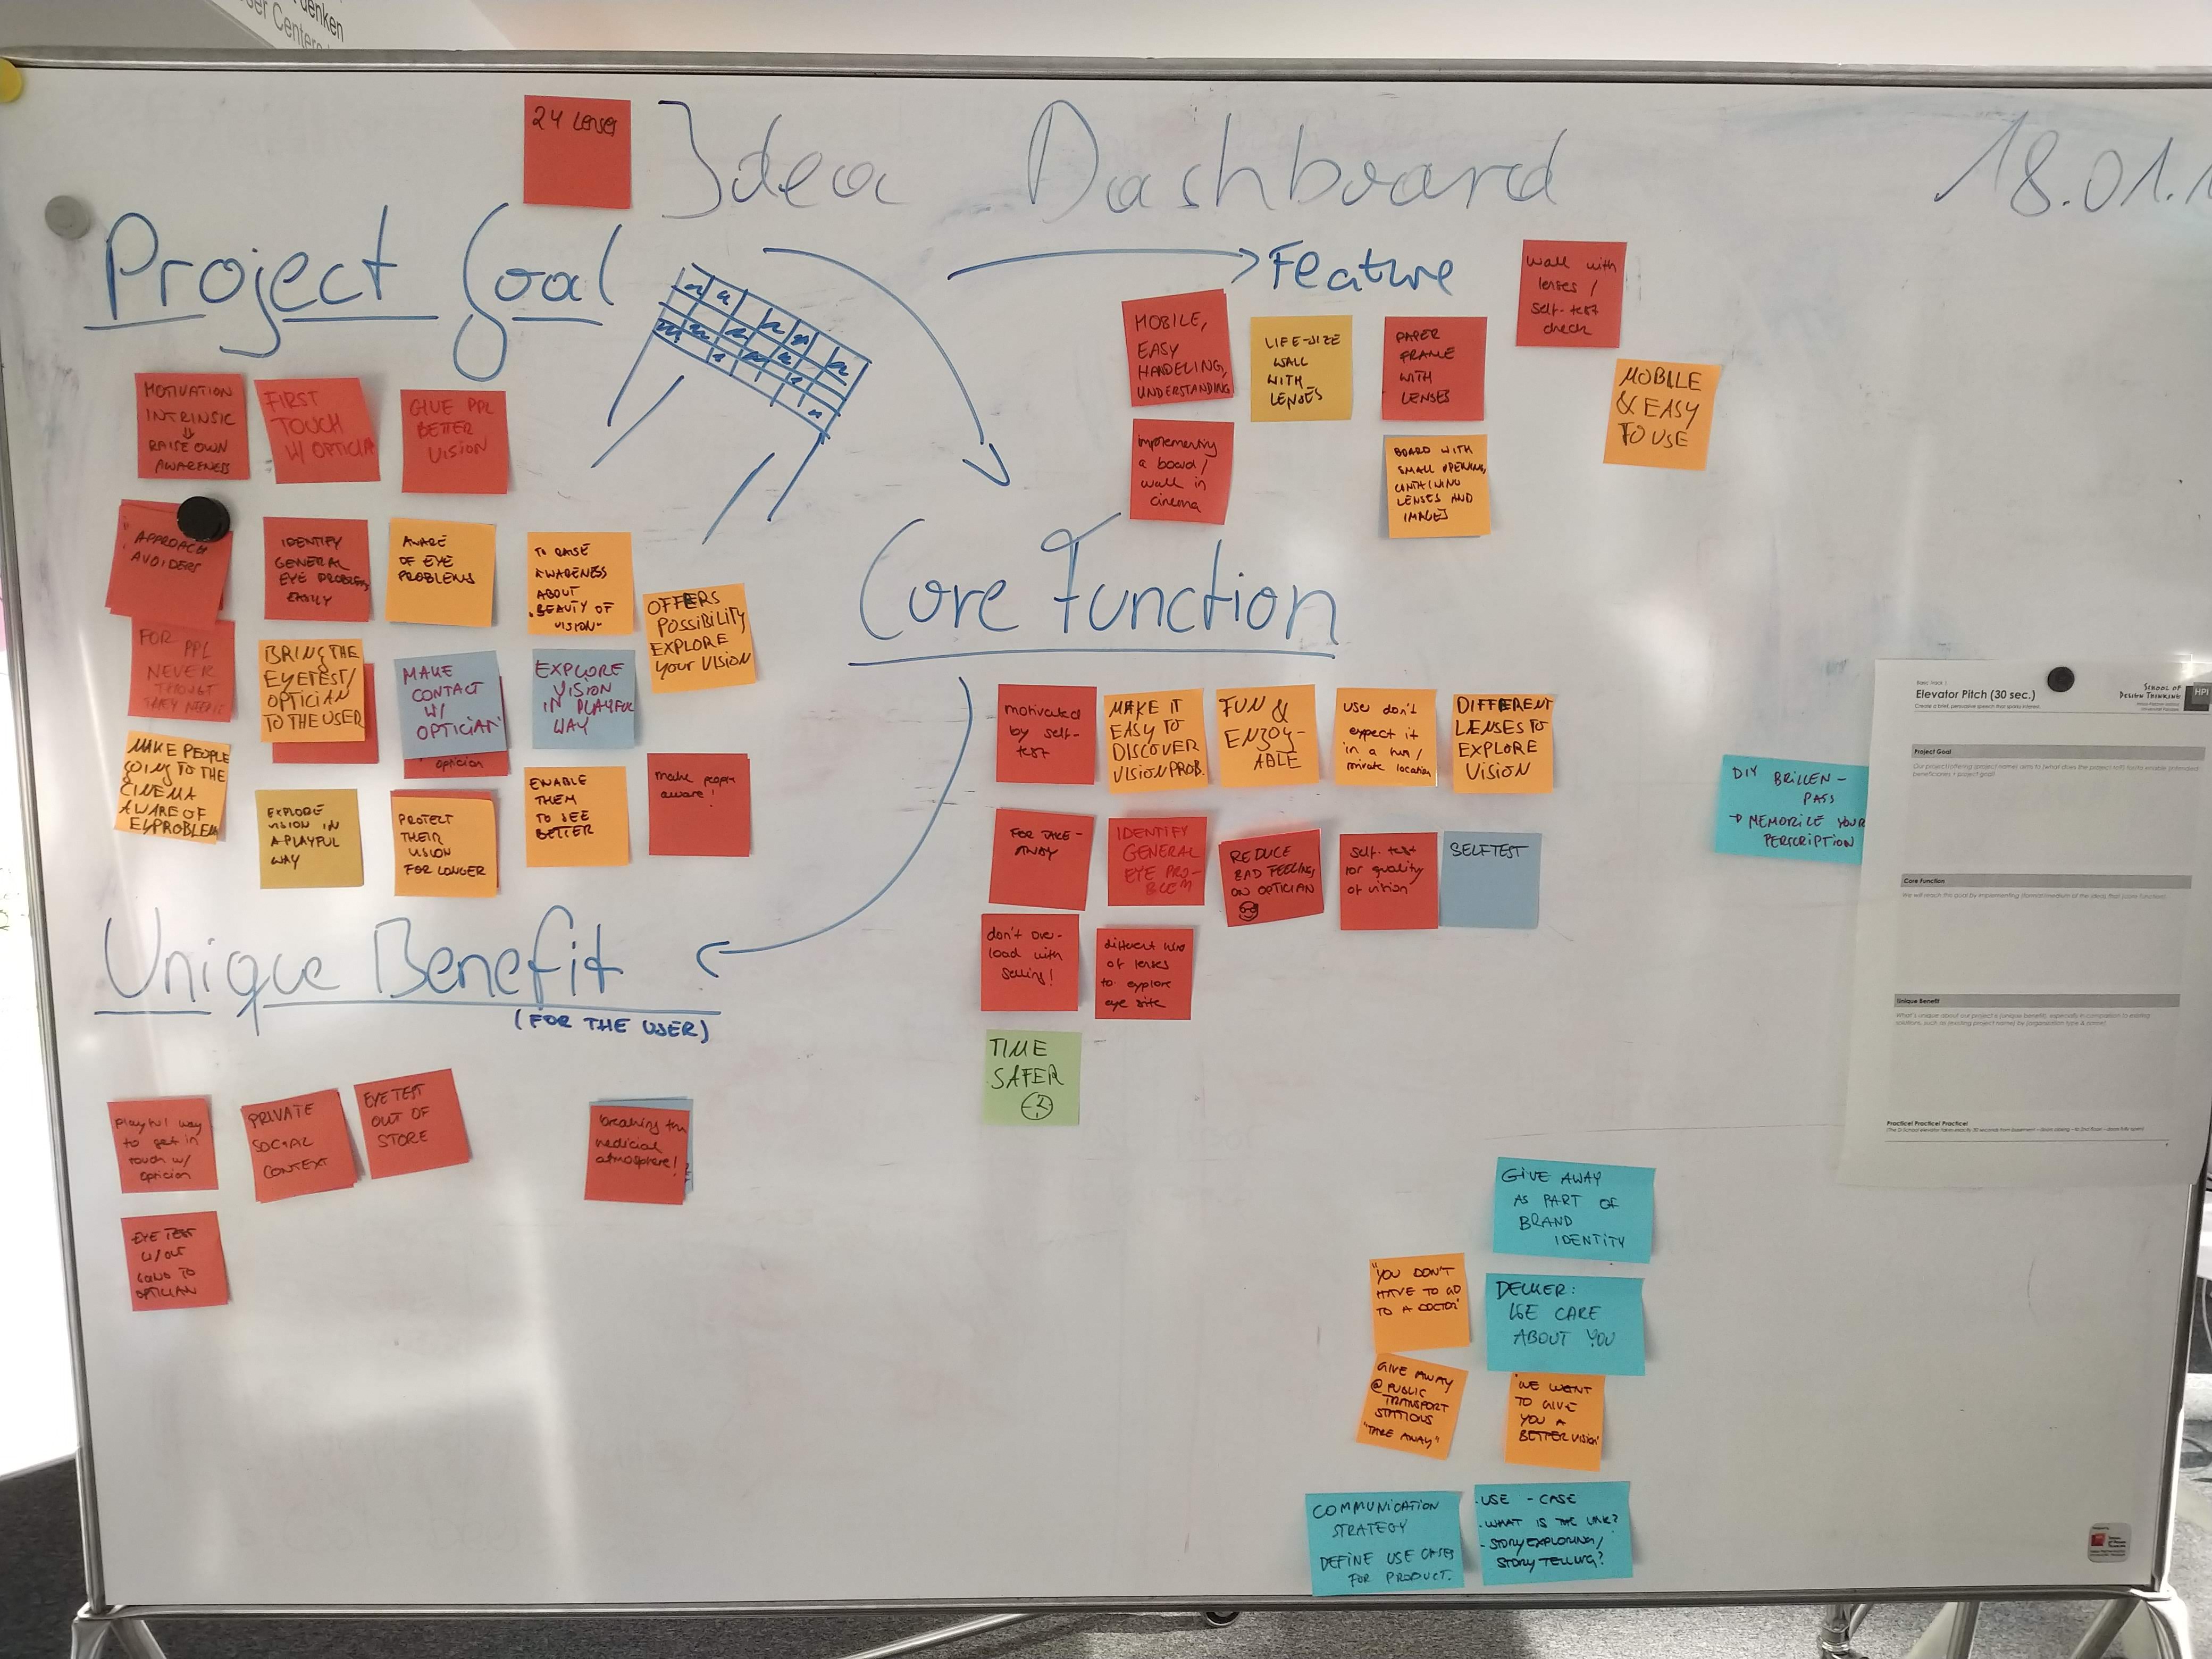 denken
ser Centere
24 Lenses
Idea Dashboard
18.01.1
Project Goal
MOTIVATION
INTRINSIC
⇓
RAISE OWN
AWARENESS
FIRST
TOUCH
W/ OPTICIA
GIVE PPL
BETTER
VISION
APPROACH
AVOIDERS
IDENTIFY
GENERAL
EYE PROBLEMS
EASILY
AWARE
OF EYE
PROBLEMS
TO RAISE
AWARENESS
ABOUT
"BEAUTY OF
VISION"
OFFERS
POSSIBILITY
EXPLORE
YOUR VISION
FOR PPL
NEVER
THOUGHT
THEY NEED
BRING THE
EYETEST/
OPTICIAN
TO THE USER
MAKE
CONTACT
W/
OPTICIAN
optician
EXPLORE
VISION
IN PLAYFUL
WAY
MAKE PEOPLE
GOING TO THE
CINEMA
AWARE OF
EYPROBLEM
EXPLORE
VISION IN
A PLAYFUL
WAY
PROTECT
THEIR
VISION
FOR LONGER
ENABLE
THEM
TO SEE
BETTER
make people
aware!
Feature
MOBILE,
EASY
HANDELING,
UNDERSTANDING
LIFE-SIZE
WALL
WITH
LENSES
PAPER
FRAME
WITH
LENSES
wall with
lenses /
self-test
check
MOBILE
& EASY
TO USE
implementing
a board/
wall in
cinema
BOARD WITH
SMALL OPENING,
CONTAINING
LENSES AND
IMAGES
Core Function
motivated
by self-
test
MAKE IT
EASY TO
DISCOVER
VISION PROB.
FUN &
ENJOY-
ABLE
user don't
expect it
in a fun/
private location
DIFFERENT
LENSES TO
EXPLORE
VISION
FOR TAKE-
AWAY
IDENTIFY
GENERAL
EYE PRO-
BLEM
REDUCE
BAD FEELING
ON OPTICIAN
self-test
for quality
of vision
SELFTEST
don't over-
load with
selling!
different kind
of lenses
to explore
eye site
TIME
SAFER
Unique Benefit
(FOR THE USER)
Playful way
to get in
touch w/
optician
PRIVATE
SOCIAL
CONTEXT
EYE TEST
OUT OF
STORE
breaking the
medicial
atmosphere!
EYE TEST
W/OUT
GOING TO
OPTICIAN
DIY BRILLEN-
PASS
→ MEMORIZE YOUR
PERSCRIPTION
Basic Track
Elevator Pitch (30 sec.)
Create a brief, persuasive speech that sparks interest
SCHOOL OF
DESIGN THINKING
HPI
Project Goal
Core Function
Unique Benefit
Practice! Practice! Practice!
GIVE AWAY
AS PART OF
BRAND
IDENTITY
"YOU DON'T
HAVE TO GO
TO A DOCTOR"
WE CARE
ABOUT YOU
GIVE AWAY
@ PUBLIC
TRANSPORT
STATIONS
"TAKE AWAY"
"WE WANT
TO GIVE
YOU A
BETTER VISION"
COMMUNICATION
STRATEGY
DEFINE USE CASES
FOR PRODUCT.
- USE-CASE
- WHAT IS THE LINK?
- STORY EXPLORING/
STORY TELLING?